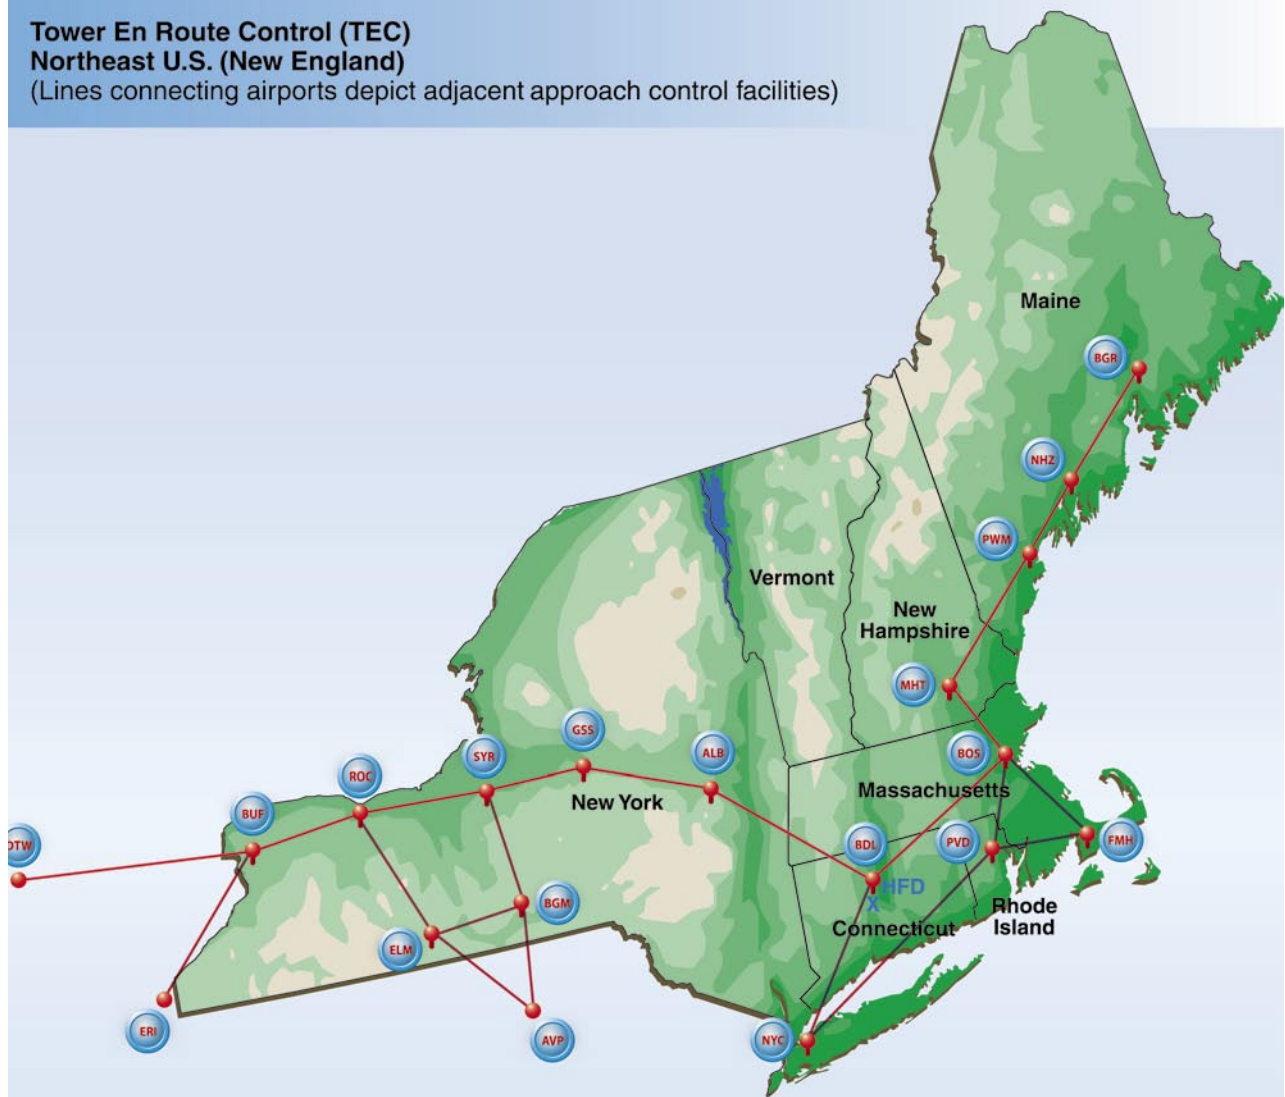 Tower En Route Control (TEC)
Northeast U.S. (New England)
(Lines connecting airports depict adjacent approach control facilities)
Maine
BGR
NHZ
PWM
Vermont
New
Hampshire
MHT
GSS
ALB
BOS
SYR
ROC
New York
Massachusetts
BUF
BDL
PVD
FMH
HFD
X
BGM
Connecticut
Rhode
Island
ELM
ERI
AVP
NYC